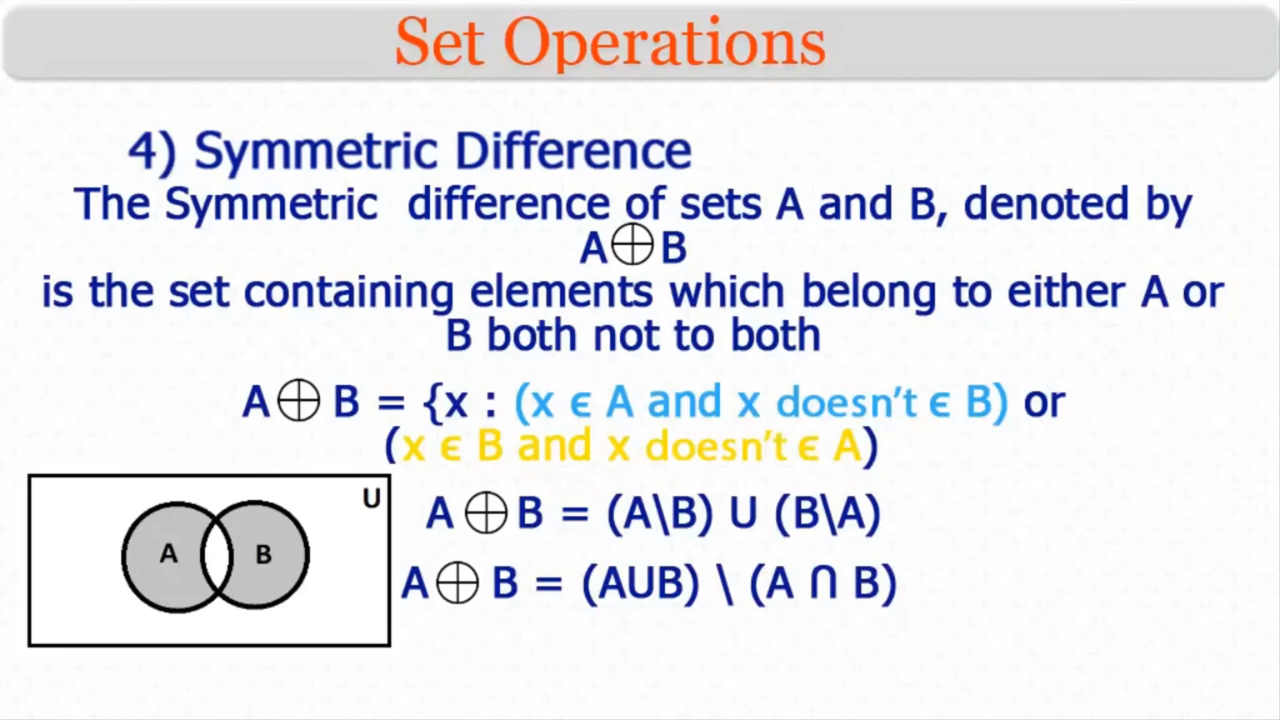 Set Operations
4) Symmetric Difference
The Symmetric difference of sets A and B, denoted by
A⨁B
is the set containing elements which belong to either A or
B both not to both
A⨁ B = {x : (x ϵ A and x doesn’t ϵ B) or
(x ϵ B and x doesn’t ϵ A)
U
A ⨁ B = (A\B) U (B\A)
A B
A⨁ B = (AUB) \ (A ∩ B)